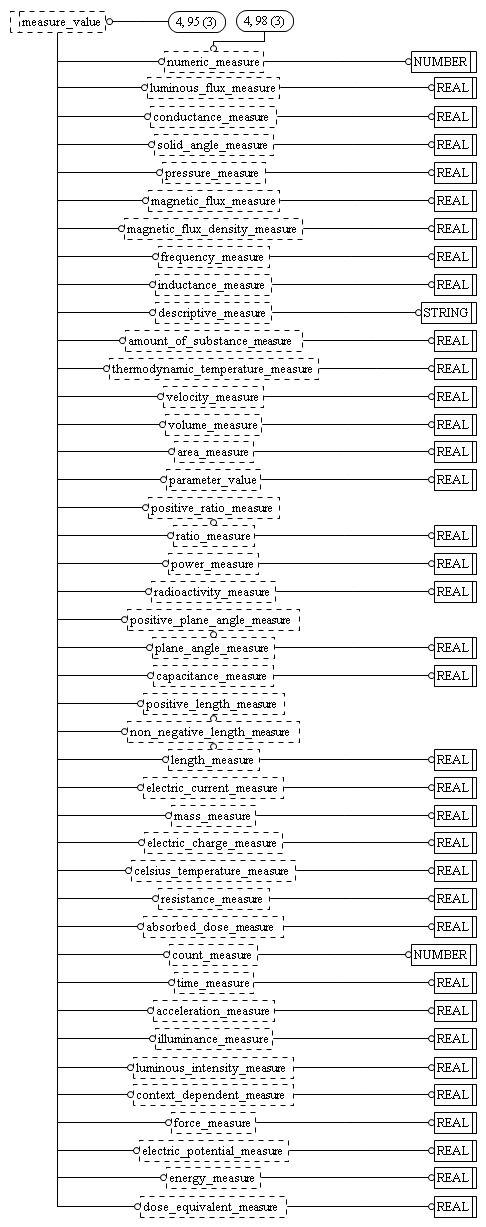 measure_value 4, 95 (3) 4, 98 (3)
numeric_measure NUMBER
luminous_flux_measure REAL
conductance_measure REAL
solid_angle_measure REAL
pressure_measure REAL
magnetic_flux_measure REAL
magnetic_flux_density_measure REAL
frequency_measure REAL
inductance_measure REAL
descriptive_measure STRING
amount_of_substance_measure REAL
thermodynamic_temperature_measure REAL
velocity_measure REAL
volume_measure REAL
area_measure REAL
parameter_value REAL
positive_ratio_measure
ratio_measure REAL
power_measure REAL
radioactivity_measure REAL
positive_plane_angle_measure
plane_angle_measure REAL
capacitance_measure REAL
positive_length_measure
non_negative_length_measure
length_measure REAL
electric_current_measure REAL
mass_measure REAL
electric_charge_measure REAL
celsius_temperature_measure REAL
resistance_measure REAL
absorbed_dose_measure REAL
count_measure NUMBER
time_measure REAL
acceleration_measure REAL
illuminance_measure REAL
luminous_intensity_measure REAL
context_dependent_measure REAL
force_measure REAL
electric_potential_measure REAL
energy_measure REAL
dose_equivalent_measure REAL